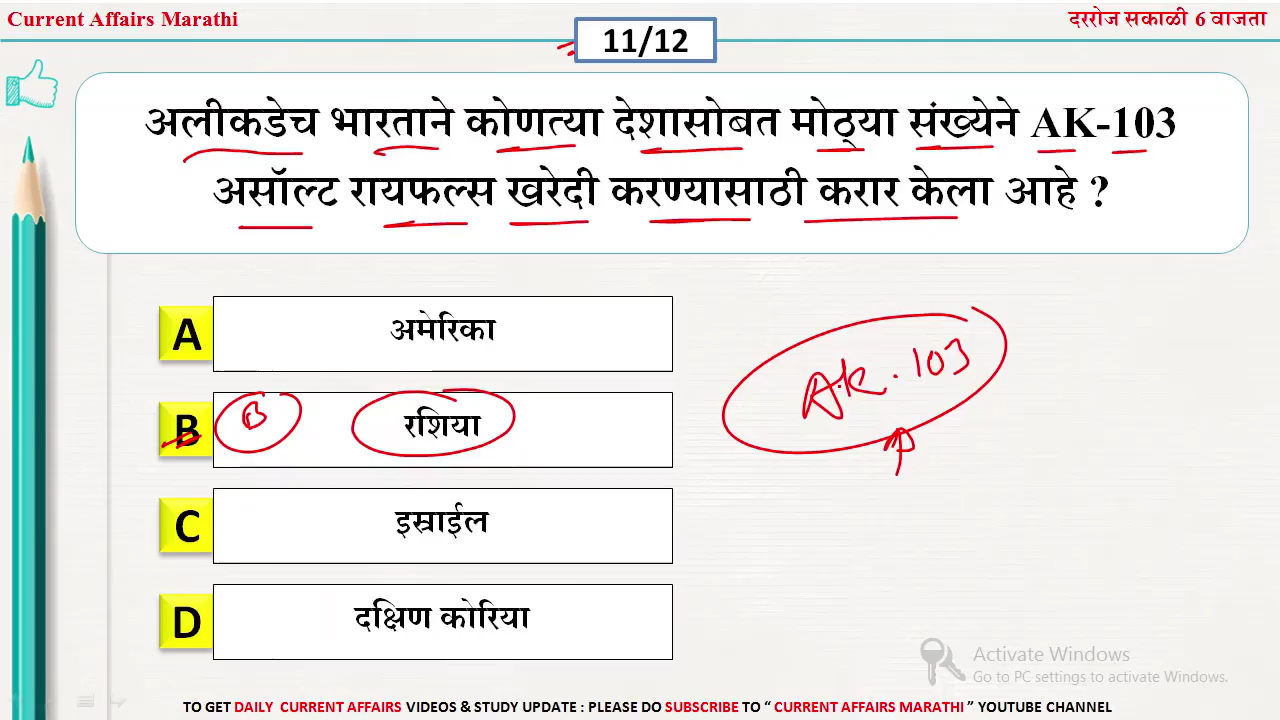 Current Affairs Marathi
दररोज सकाळी 6 वाजता
11/12
अलीकडेच भारताने कोणत्या देशासोबत मोठ्या संख्येने AK-103
असॉल्ट रायफल्स खरेदी करण्यासाठी करार केला आहे ?
A अमेरिका
B B रशिया
AK. 103
C इस्राईल
D दक्षिण कोरिया
Activate Windows
Go to PC settings to activate Windows.
TO GET DAILY CURRENT AFFAIRS VIDEOS & STUDY UPDATE : PLEASE DO SUBSCRIBE TO “ CURRENT AFFAIRS MARATHI ” YOUTUBE CHANNEL